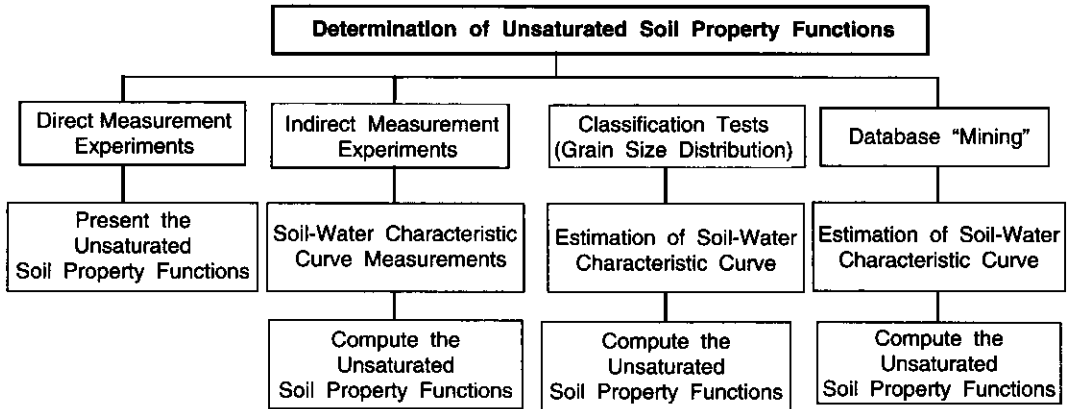 Determination of Unsaturated Soil Property Functions
Direct Measurement
Experiments
Indirect Measurement
Experiments
Classification Tests
(Grain Size Distribution)
Database “Mining”
Present the
Unsaturated
Soil Property Functions
Soil-Water Characteristic
Curve Measurements
Estimation of Soil-Water
Characteristic Curve
Estimation of Soil-Water
Characteristic Curve
Compute the
Unsaturated
Soil Property Functions
Compute the
Unsaturated
Soil Property Functions
Compute the
Unsaturated
Soil Property Functions